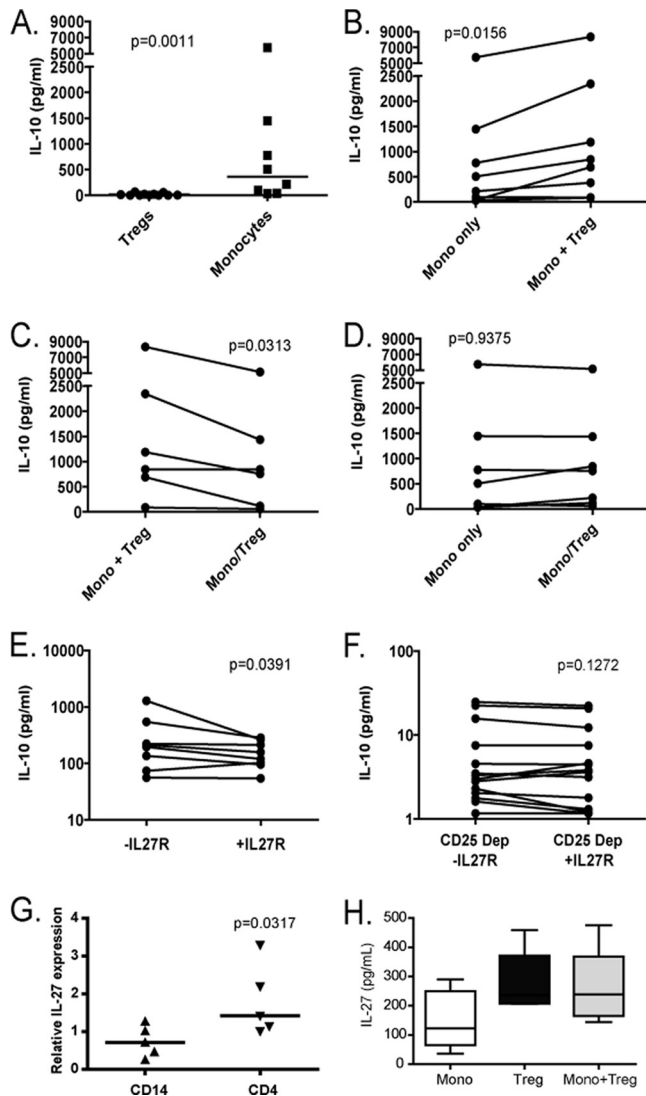 A.
p=0.0011
IL-10 (pg/ml)
9000
7000
5000
2500
2000
1500
1000
500
0
Tregs
Monocytes
B.
p=0.0156
IL-10 (pg/ml)
9000
7000
5000
2500
2000
1500
1000
500
0
Mono only
Mono + Treg
C.
p=0.0313
IL-10 (pg/ml)
9000
7000
5000
2500
2000
1500
1000
500
0
Mono + Treg
Mono/Treg
D.
p=0.9375
IL-10 (pg/ml)
9000
7000
5000
2500
2000
1500
1000
500
0
Mono only
Mono/Treg
E.
p=0.0391
IL-10 (pg/ml)
10000
1000
100
10
-IL27R
+IL27R
F.
p=0.1272
IL-10 (pg/ml)
100
10
1
CD25 Dep
-IL27R
CD25 Dep
+IL27R
G.
p=0.0317
Relative IL-27 expression
4
3
2
1
0
CD14
CD4
H.
IL-27 (pg/mL)
500
400
300
200
100
0
Mono
Treg
Mono+Treg